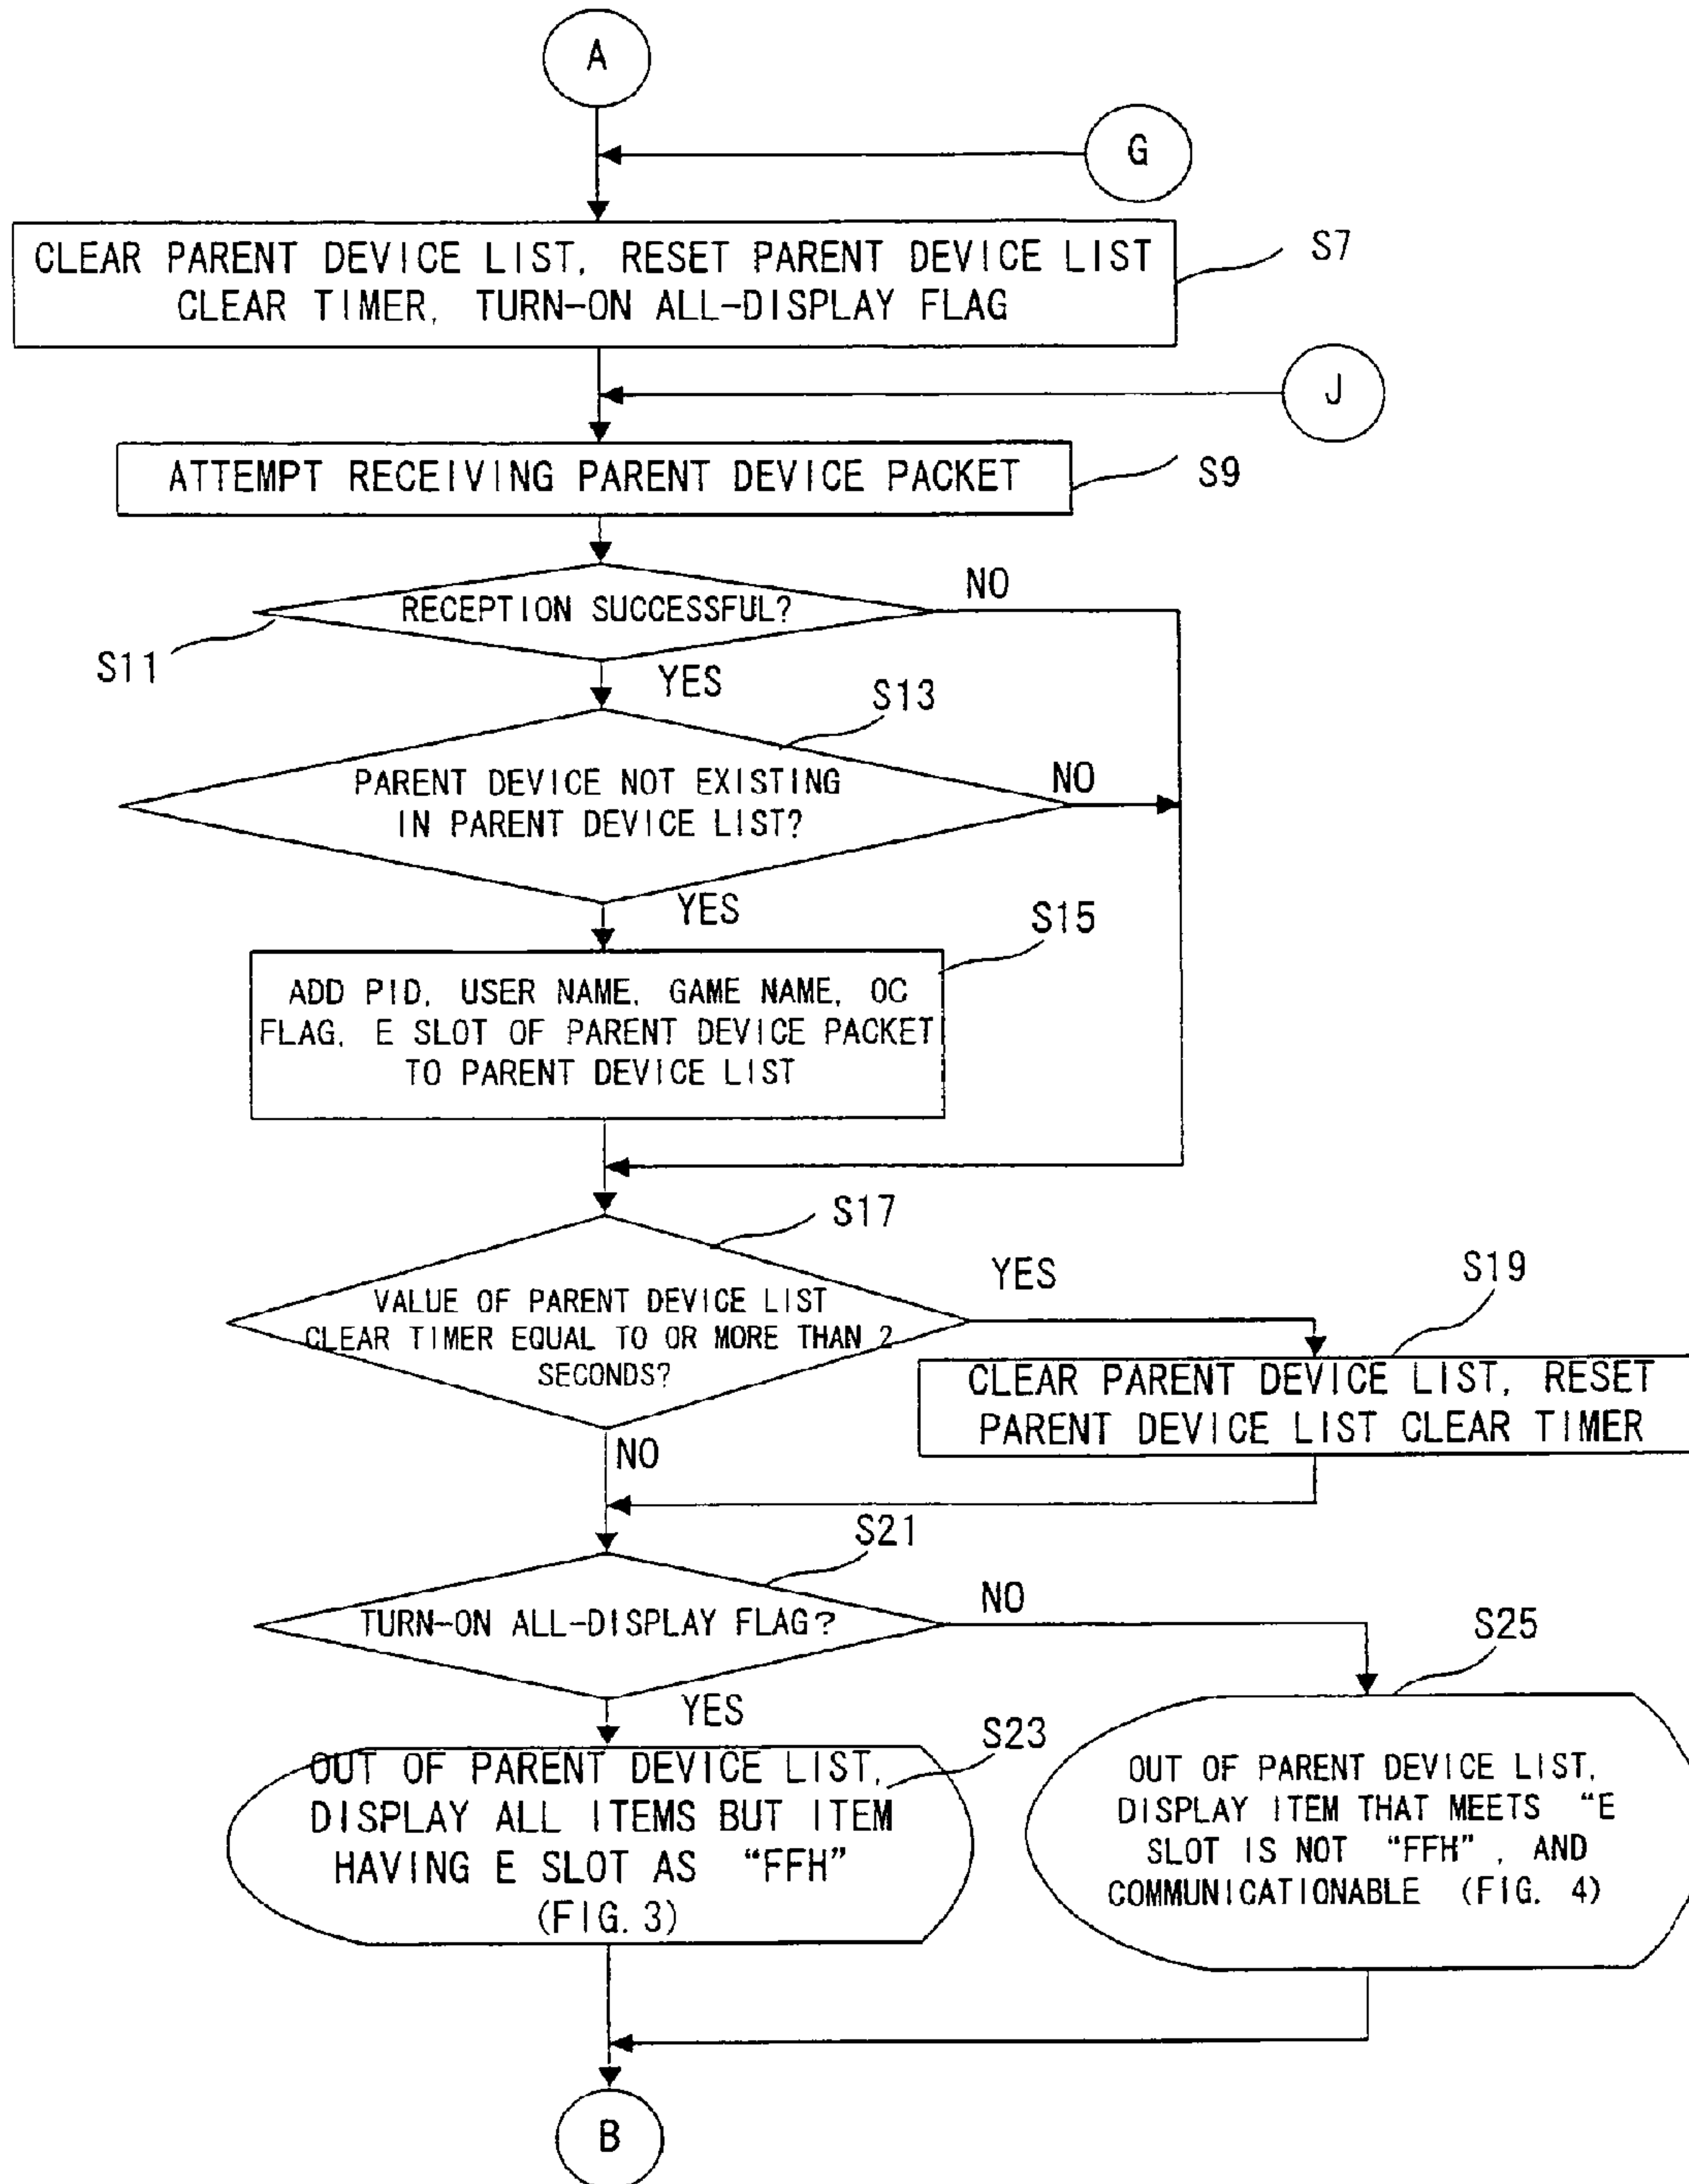 A
G
CLEAR PARENT DEVICE LIST, RESET PARENT DEVICE LIST
CLEAR TIMER, TURN-ON ALL-DISPLAY FLAG
S7
J
ATTEMPT RECEIVING PARENT DEVICE PACKET
S9
RECEPTION SUCCESSFUL?
NO
S11
YES
S13
PARENT DEVICE NOT EXISTING
IN PARENT DEVICE LIST?
NO
YES
S15
ADD PID, USER NAME, GAME NAME, OC
FLAG, E SLOT OF PARENT DEVICE PACKET
TO PARENT DEVICE LIST
S17
VALUE OF PARENT DEVICE LIST
CLEAR TIMER EQUAL TO OR MORE THAN 2
SECONDS?
YES
S19
CLEAR PARENT DEVICE LIST, RESET
PARENT DEVICE LIST CLEAR TIMER
NO
S21
TURN-ON ALL-DISPLAY FLAG?
NO
YES
S23
OUT OF PARENT DEVICE LIST,
DISPLAY ALL ITEMS BUT ITEM
HAVING E SLOT AS “FFH”
(FIG. 3)
S25
OUT OF PARENT DEVICE LIST,
DISPLAY ITEM THAT MEETS “E
SLOT IS NOT “FFH”, AND
COMMUNICATIONABLE (FIG. 4)
B